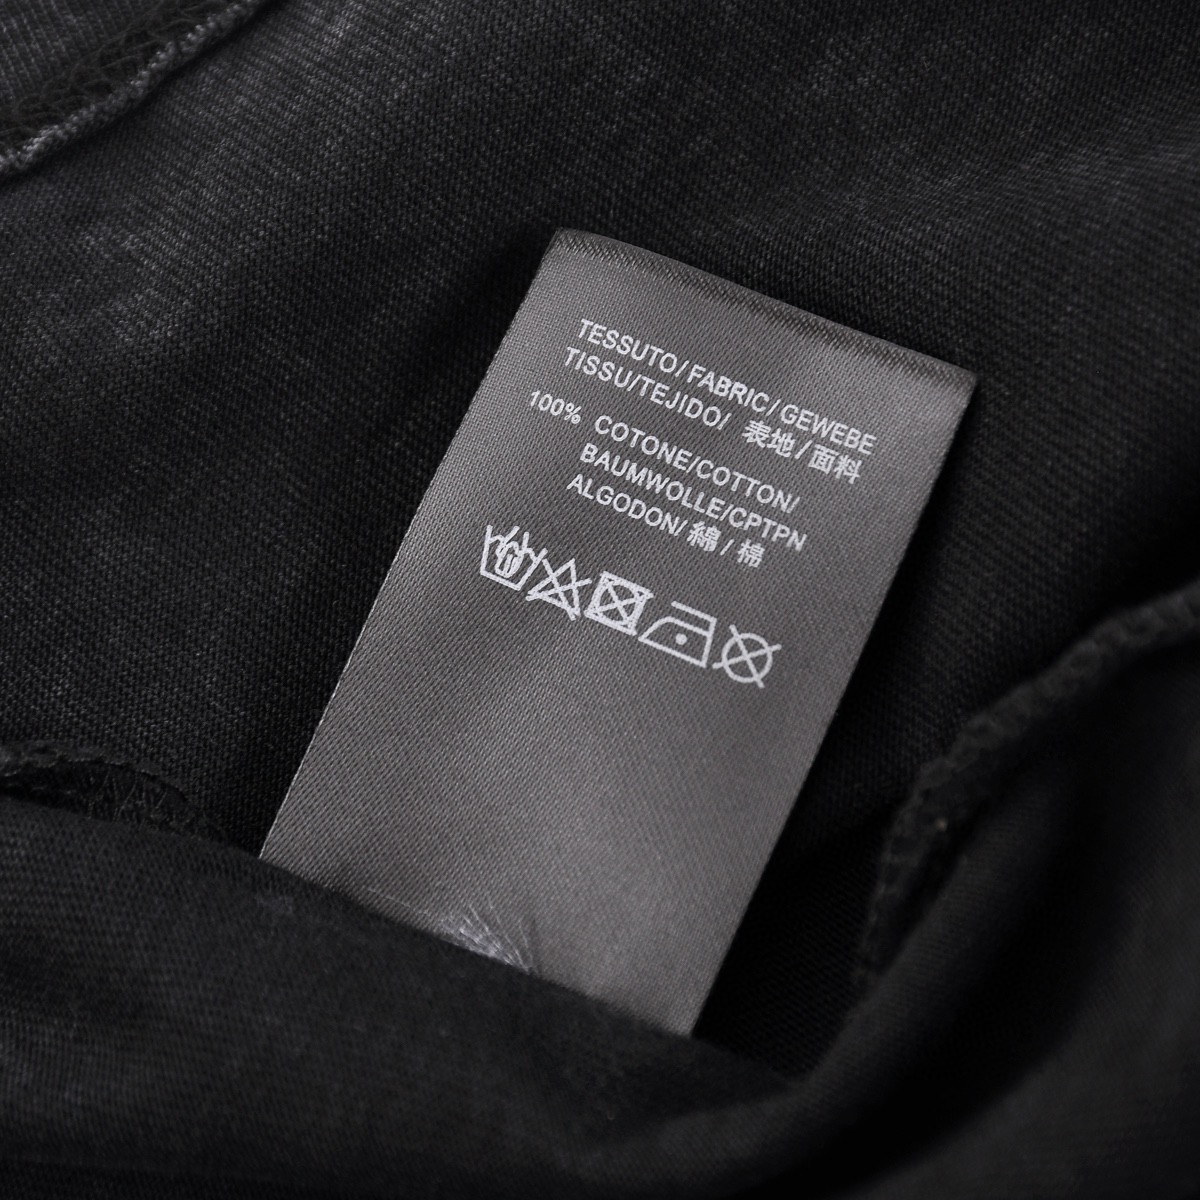 TESSUTO/FABRIC/GEWEBE
TISSU/TEJIDO/ 表地/面料
100% COTONE/COTTON/
BAUMWOLLE/CPTPN
ALGODON/綿/棉